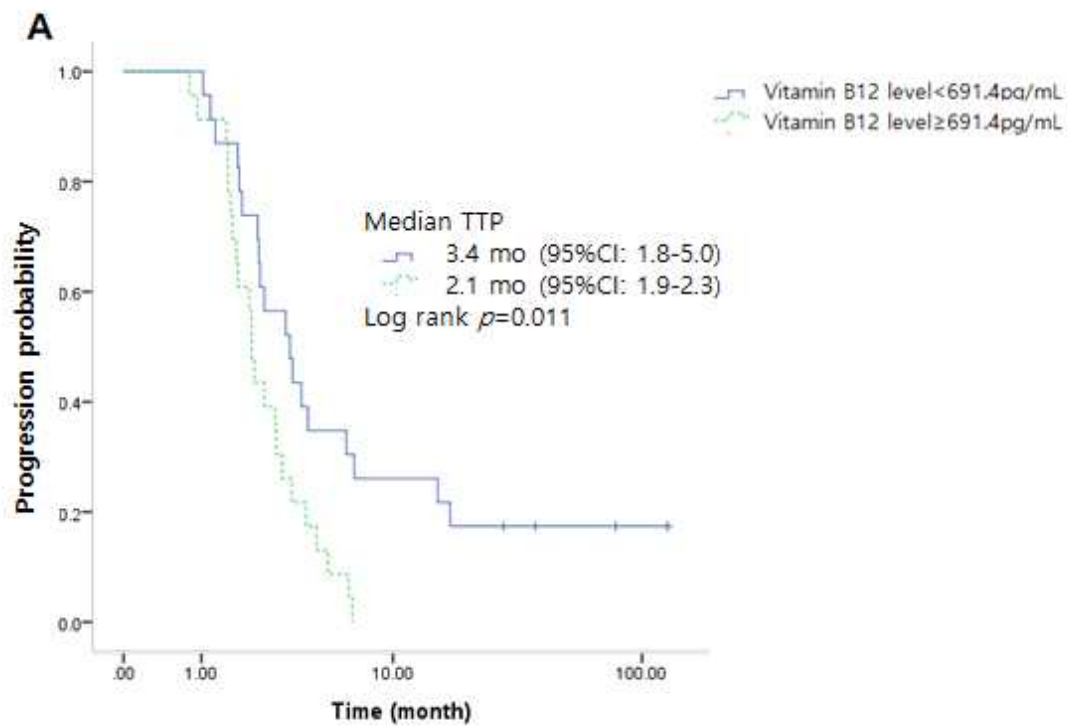 A
Vitamin B12 level<691.4pg/mL
Vitamin B12 level≥691.4pg/mL
Median TTP
3.4 mo (95%CI: 1.8-5.0)
2.1 mo (95%CI: 1.9-2.3)
Log rank p=0.011
Progression probability
1.0
0.8
0.6
0.4
0.2
0.0
.00 1.00 10.00 100.00
Time (month)